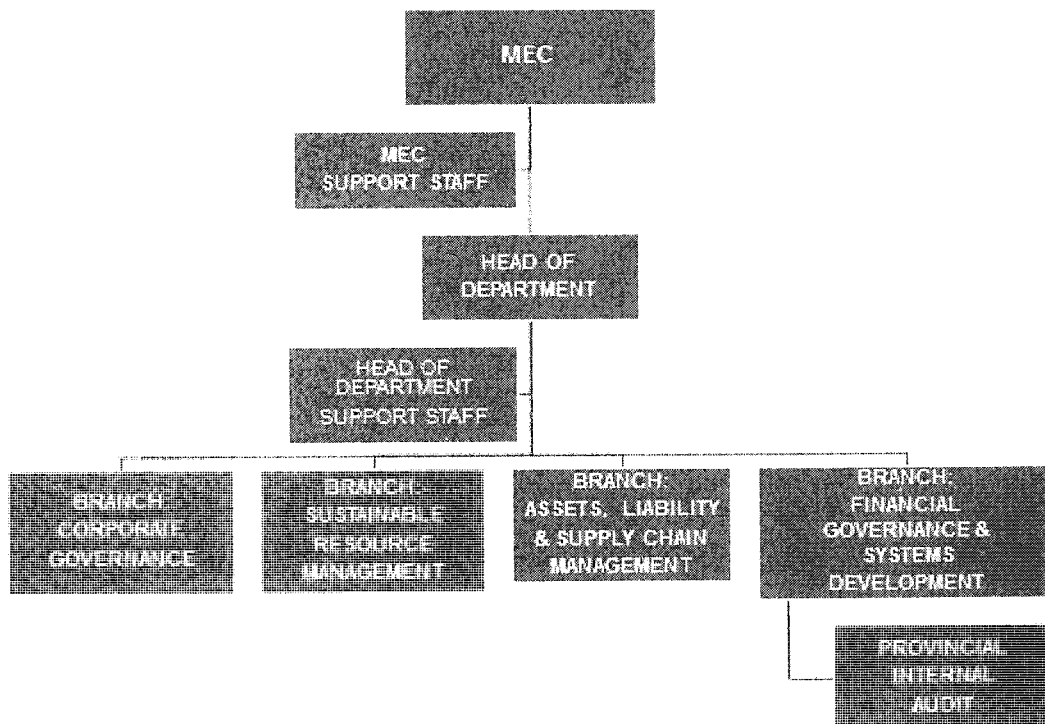 MEC
MEC
SUPPORT STAFF
HEAD OF
DEPARTMENT
HEAD OF
DEPARTMENT
SUPPORT STAFF
BRANCH:
CORPORATE
GOVERNANCE
BRANCH:
SUSTAINABLE
RESOURCE
MANAGEMENT
BRANCH:
ASSETS, LIABILITY
& SUPPLY CHAIN
MANAGEMENT
BRANCH:
FINANCIAL
GOVERNANCE &
SYSTEMS
DEVELOPMENT
PROVINCIAL
INTERNAL
AUDIT